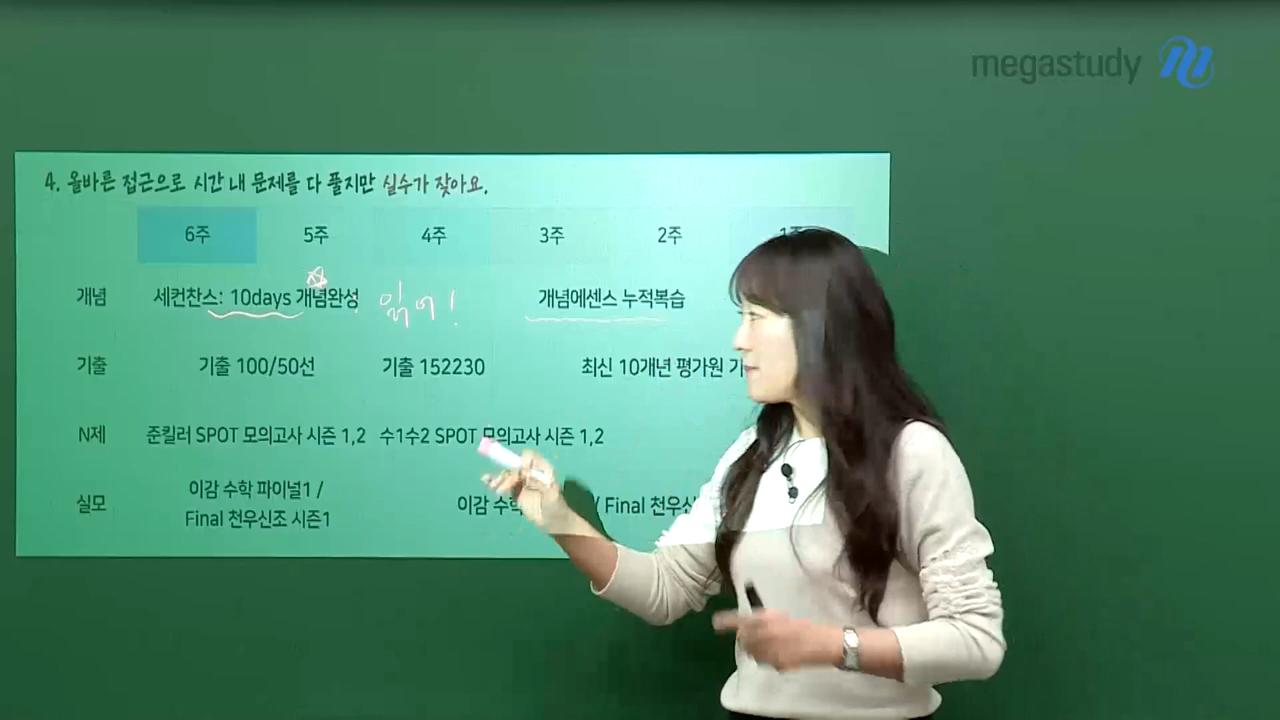 megastudy
4. 올바른 접근으로 시간 내 문제를 다 풀지만 실수가 잦아요.
6주 5주 4주 3주 2주 1주
개념 세컨찬스: 10days 개념완성 읽어! 개념에센스 누적복습
기출 기출 100/50선 기출 152230 최신 10개년 평가원
N제 준킬러 SPOT 모의고사 시즌 1,2 수1수2 SPOT 모의고사 시즌 1,2
실모 이감 수학 파이널1 / Final 천우신조 시즌1 이감 수학 / Final